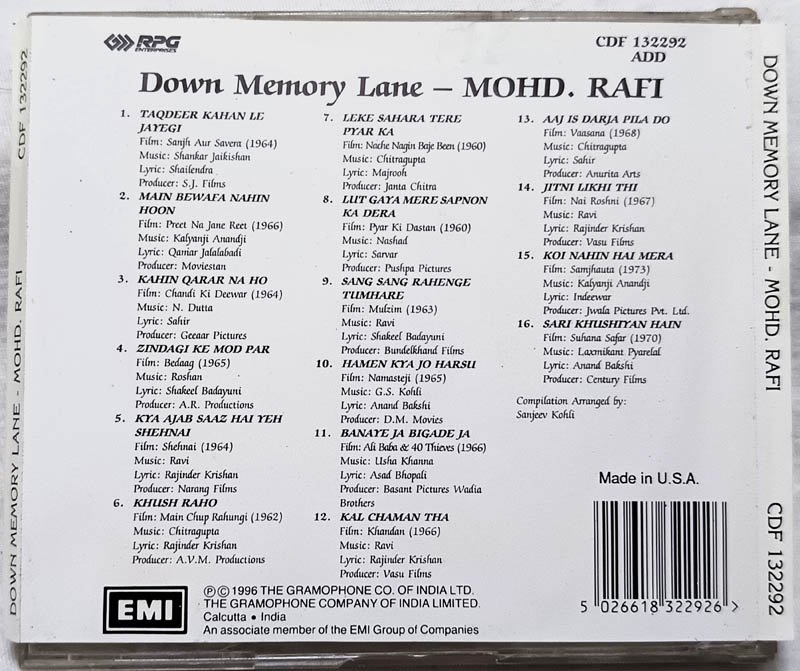 RPG
ENTERPRISES
CDF 132292
ADD
Down Memory Lane – MOHD. RAFI
1. TAQDEER KAHAN LE
JAYEGI
Film: Sanjh Aur Savera (1964)
Music: Shankar Jaikishan
Lyric: Shailendra
Producer: S.J. Films
2. MAIN BEWAFA NAHIN
HOON
Film: Preet Na Jane Reet (1966)
Music: Kalyanji Anandji
Lyric: Qamar Jalalabadi
Producer: Moviestan
3. KAHIN QARAR NA HO
Film: Chandi Ki Deewar (1964)
Music: N. Dutta
Lyric: Sahir
Producer: Geeaar Pictures
4. ZINDAGI KE MOD PAR
Film: Bedaag (1965)
Music: Roshan
Lyric: Shakeel Badayuni
Producer: A.R. Productions
5. KYA AJAB SAAZ HAI YEH
SHEHNAI
Film: Shehnai (1964)
Music: Ravi
Lyric: Rajinder Krishan
Producer: Narang Films
6. KHUSH RAHO
Film: Main Chup Rahungi (1962)
Music: Chitragupta
Lyric: Rajinder Krishan
Producer: A.V.M. Productions
7. LEKE SAHARA TERE
PYAR KA
Film: Nache Nagin Baje Been (1960)
Music: Chitragupta
Lyric: Majrooh
Producer: Janta Chitra
8. LUT GAYA MERE SAPNON
KA DERA
Film: Pyar Ki Dastan (1960)
Music: Nashad
Lyric: Sarvar
Producer: Pushpa Pictures
9. SANG SANG RAHENGE
TUMHARE
Film: Mulzim (1963)
Music: Ravi
Lyric: Shakeel Badayuni
Producer: Bundelkhand Films
10. HAMEN KYA JO HARSU
Film: Namasteji (1965)
Music: G.S. Kohli
Lyric: Anand Bakshi
Producer: D.M. Movies
11. BANAYE JA BIGADE JA
Film: Ali Baba & 40 Thieves (1966)
Music: Usha Khanna
Lyric: Asad Bhopali
Producer: Basant Pictures Wadia
Brothers
12. KAL CHAMAN THA
Film: Khandan (1966)
Music: Ravi
Lyric: Rajinder Krishan
Producer: Vasu Films
13. AAJ IS DARJA PILA DO
Film: Vaasana (1968)
Music: Chitragupta
Lyric: Sahir
Producer: Anurita Arts
14. JITNI LIKHI THI
Film: Nai Roshni (1967)
Music: Ravi
Lyric: Rajinder Krishan
Producer: Vasu Films
15. KOI NAHIN HAI MERA
Film: Samjhauta (1973)
Music: Kalyanji Anandji
Lyric: Indeewar
Producer: Jwala Pictures Pvt. Ltd.
16. SARI KHUSHIYAN HAIN
Film: Suhana Safar (1970)
Music: Laxmikant Pyarelal
Lyric: Anand Bakshi
Producer: Century Films
Compilation Arranged by:
Sanjeev Kohli
Made in U.S.A.
5 026618 322926 >
EMI
Ⓟ © 1996 THE GRAMOPHONE CO. OF INDIA LTD.
THE GRAMOPHONE COMPANY OF INDIA LIMITED.
Calcutta • India
An associate member of the EMI Group of Companies
DOWN MEMORY LANE - MOHD. RAFI CDF 132292
DOWN MEMORY LANE - MOHD. RAFI CDF 132292